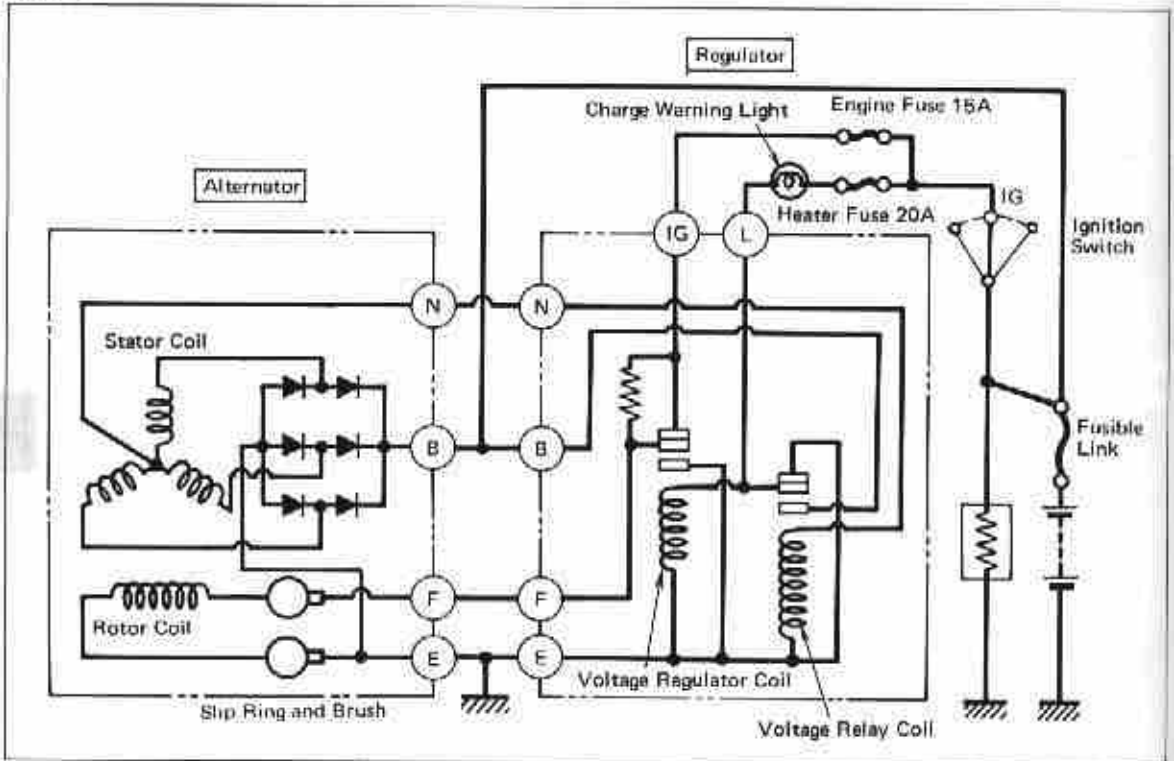 Regulator
Charge Warning Light
Engine Fuse 15A
Alternator
Heater Fuse 20A
IG
Ignition
Switch
IG
L
N
N
Stator Coil
B
B
Fusible
Link
F
F
Rotor Coil
E
E
Voltage Regulator Coil
Slip Ring and Brush
Voltage Relay Coil